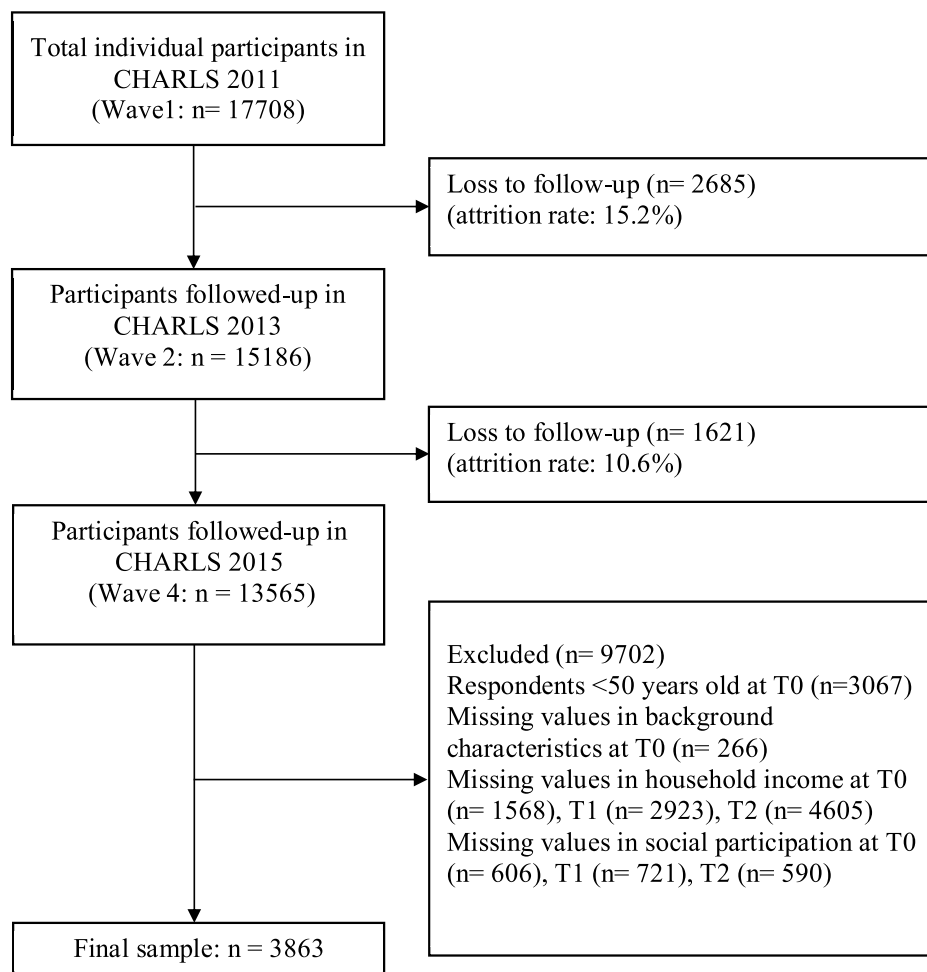 Total individual participants in
CHARLS 2011
(Wave1: n= 17708)
Loss to follow-up (n= 2685)
(attrition rate: 15.2%)
Participants followed-up in
CHARLS 2013
(Wave 2: n = 15186)
Loss to follow-up (n= 1621)
(attrition rate: 10.6%)
Participants followed-up in
CHARLS 2015
(Wave 4: n = 13565)
Excluded (n= 9702)
Respondents <50 years old at T0 (n=3067)
Missing values in background
characteristics at T0 (n= 266)
Missing values in household income at T0
(n= 1568), T1 (n= 2923), T2 (n= 4605)
Missing values in social participation at T0
(n= 606), T1 (n= 721), T2 (n= 590)
Final sample: n = 3863